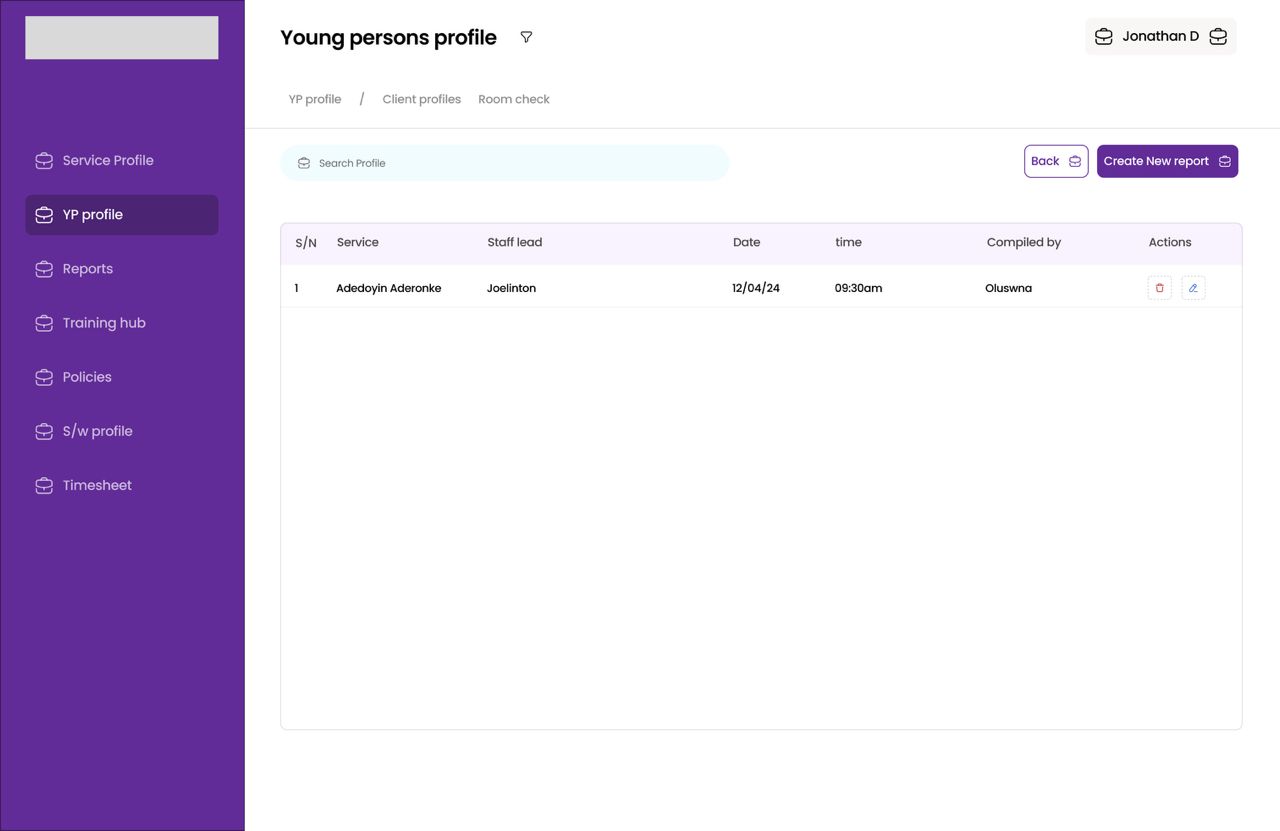 Young persons profile
Jonathan D
YP profile / Client profiles Room check
Service Profile
YP profile
Reports
Training hub
Policies
S/w profile
Timesheet
Search Profile
Back
Create New report
S/N Service Staff lead Date time Compiled by Actions
1 Adedoyin Aderonke Joelinton 12/04/24 09:30am Oluswna